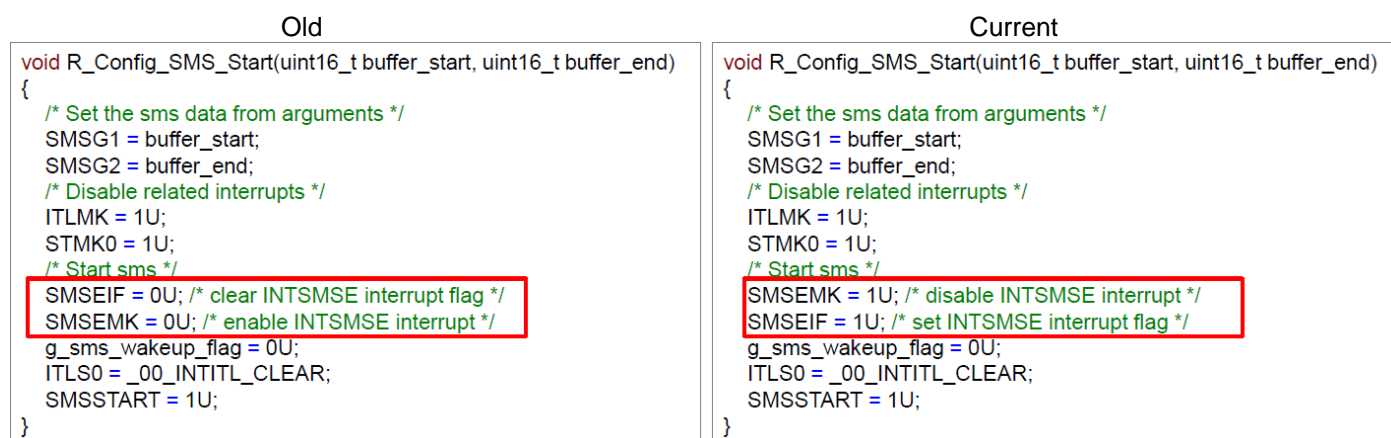 Old
void R_Config_SMS_Start(uint16_t buffer_start, uint16_t buffer_end)
{
/* Set the sms data from arguments */
SMSG1 = buffer_start;
SMSG2 = buffer_end;
/* Disable related interrupts */
ITLMK = 1U;
STMK0 = 1U;
/* Start sms */
SMSEIF = 0U; /* clear INTSMSE interrupt flag */
SMSEMK = 0U; /* enable INTSMSE interrupt */
g_sms_wakeup_flag = 0U;
ITLS0 = _00_INTITL_CLEAR;
SMSSTART = 1U;
}
Current
void R_Config_SMS_Start(uint16_t buffer_start, uint16_t buffer_end)
{
/* Set the sms data from arguments */
SMSG1 = buffer_start;
SMSG2 = buffer_end;
/* Disable related interrupts */
ITLMK = 1U;
STMK0 = 1U;
/* Start sms */
SMSEMK = 1U; /* disable INTSMSE interrupt */
SMSEIF = 1U; /* set INTSMSE interrupt flag */
g_sms_wakeup_flag = 0U;
ITLS0 = _00_INTITL_CLEAR;
SMSSTART = 1U;
}